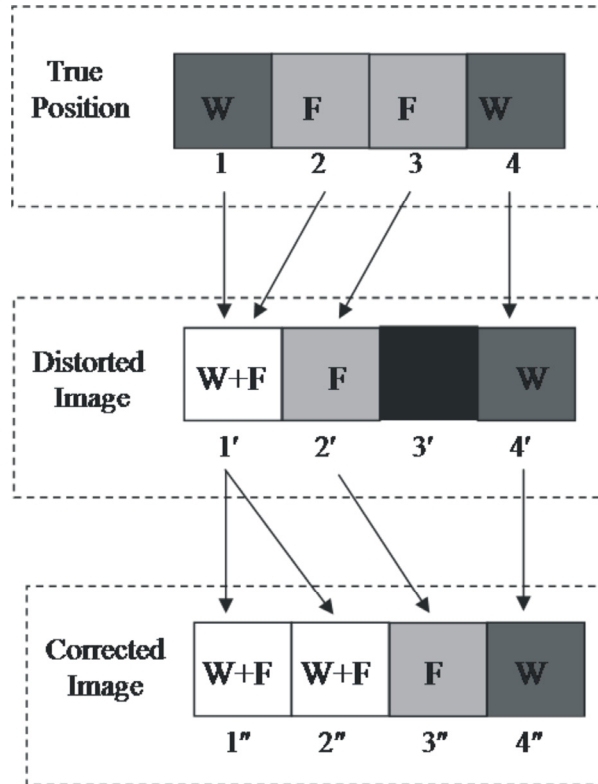 True
Position
W F F W
1 2 3 4
Distorted
Image
W+F F W
1′ 2′ 3′ 4′
Corrected
Image
W+F W+F F W
1″ 2″ 3″ 4″